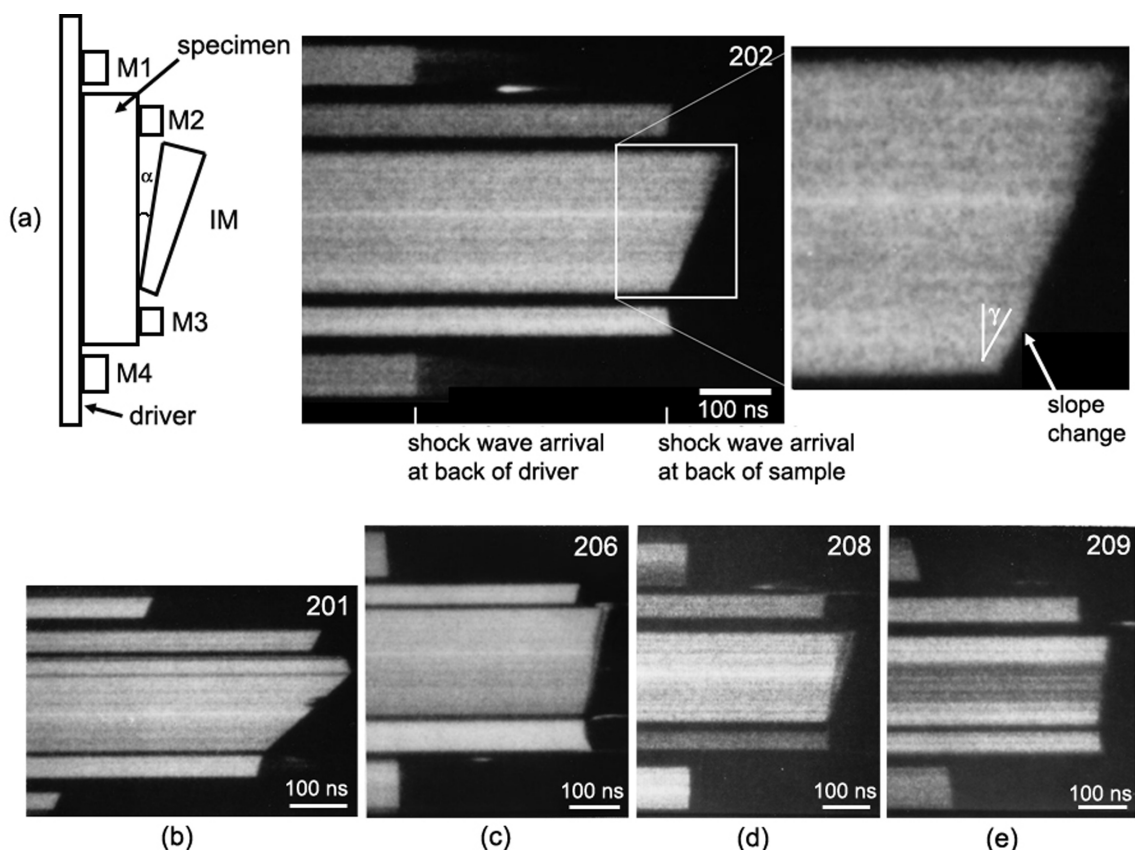 (a)
specimen
M1
M2
α
IM
M3
M4
driver
202
100 ns
shock wave arrival
at back of driver
shock wave arrival
at back of sample
γ
slope
change
201
100 ns
(b)
206
100 ns
(c)
208
100 ns
(d)
209
100 ns
(e)